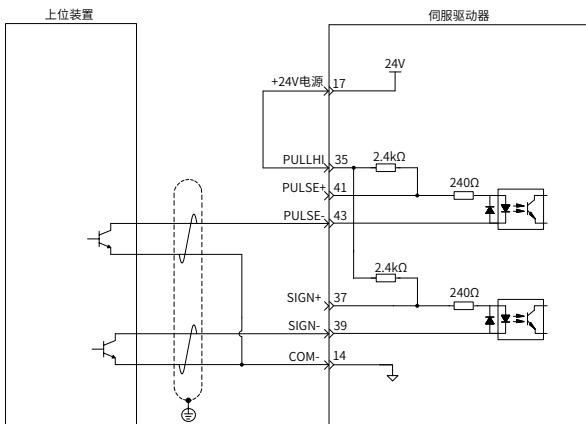 上位装置
伺服驱动器
24V
+24V电源 17
PULLHI 35 2.4kΩ
PULSE+ 41 240Ω
PULSE- 43
2.4kΩ
SIGN+ 37 240Ω
SIGN- 39
COM- 14